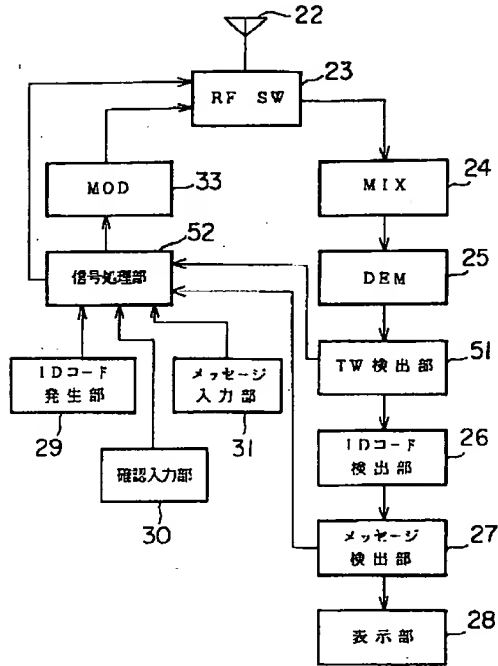 22
23
RF SW
MOD
33
MIX
24
52
信号処理部
DEM
25
TW検出部
51
IDコード
発生部
29
メッセージ
入力部
31
確認入力部
30
IDコード
検出部
26
メッセージ
検出部
27
表示部
28